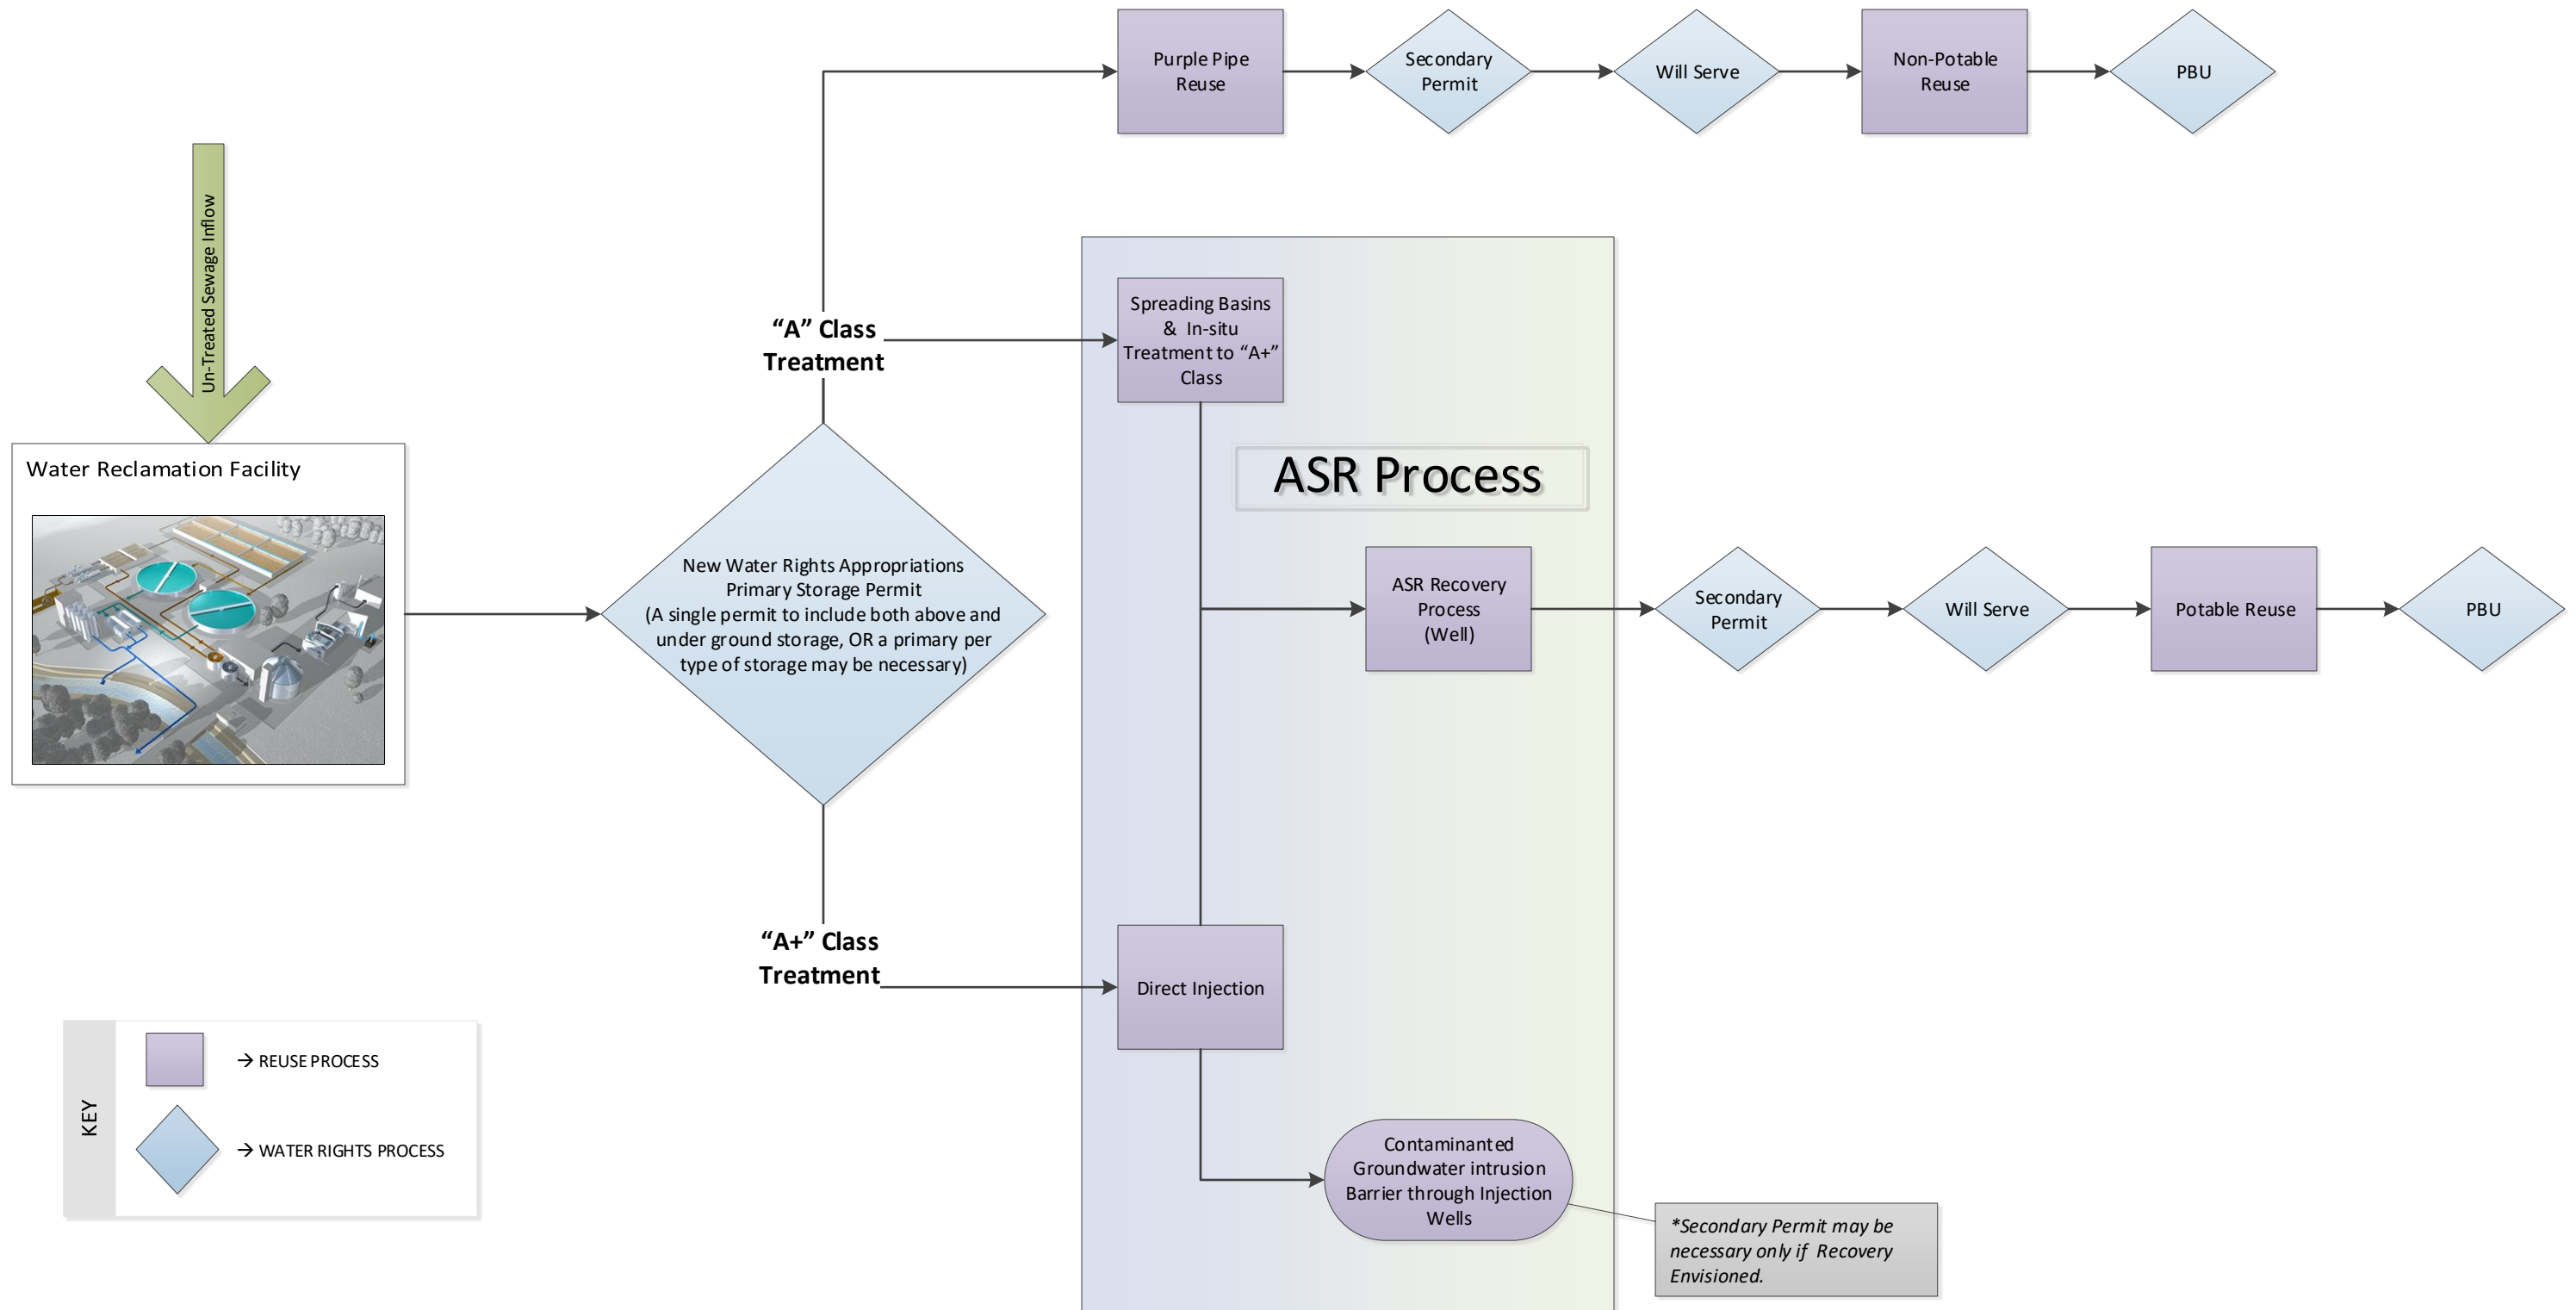 Purple Pipe
Reuse
Secondary
Permit
Will Serve
Non-Potable
Reuse
PBU
Un-Treated Sewage Inflow
Water Reclamation Facility
“A” Class
Treatment
Spreading Basins
& In-situ
Treatment to “A+”
Class
ASR Process
New Water Rights Appropriations
Primary Storage Permit
(A single permit to include both above and
under ground storage, OR a primary per
type of storage may be necessary)
ASR Recovery
Process
(Well)
Secondary
Permit
Will Serve
Potable Reuse
PBU
“A+” Class
Treatment
Direct Injection
Contaminanted
Groundwater intrusion
Barrier through Injection
Wells
*Secondary Permit may be
necessary only if Recovery
Envisioned.
KEY
→ REUSE PROCESS
→ WATER RIGHTS PROCESS